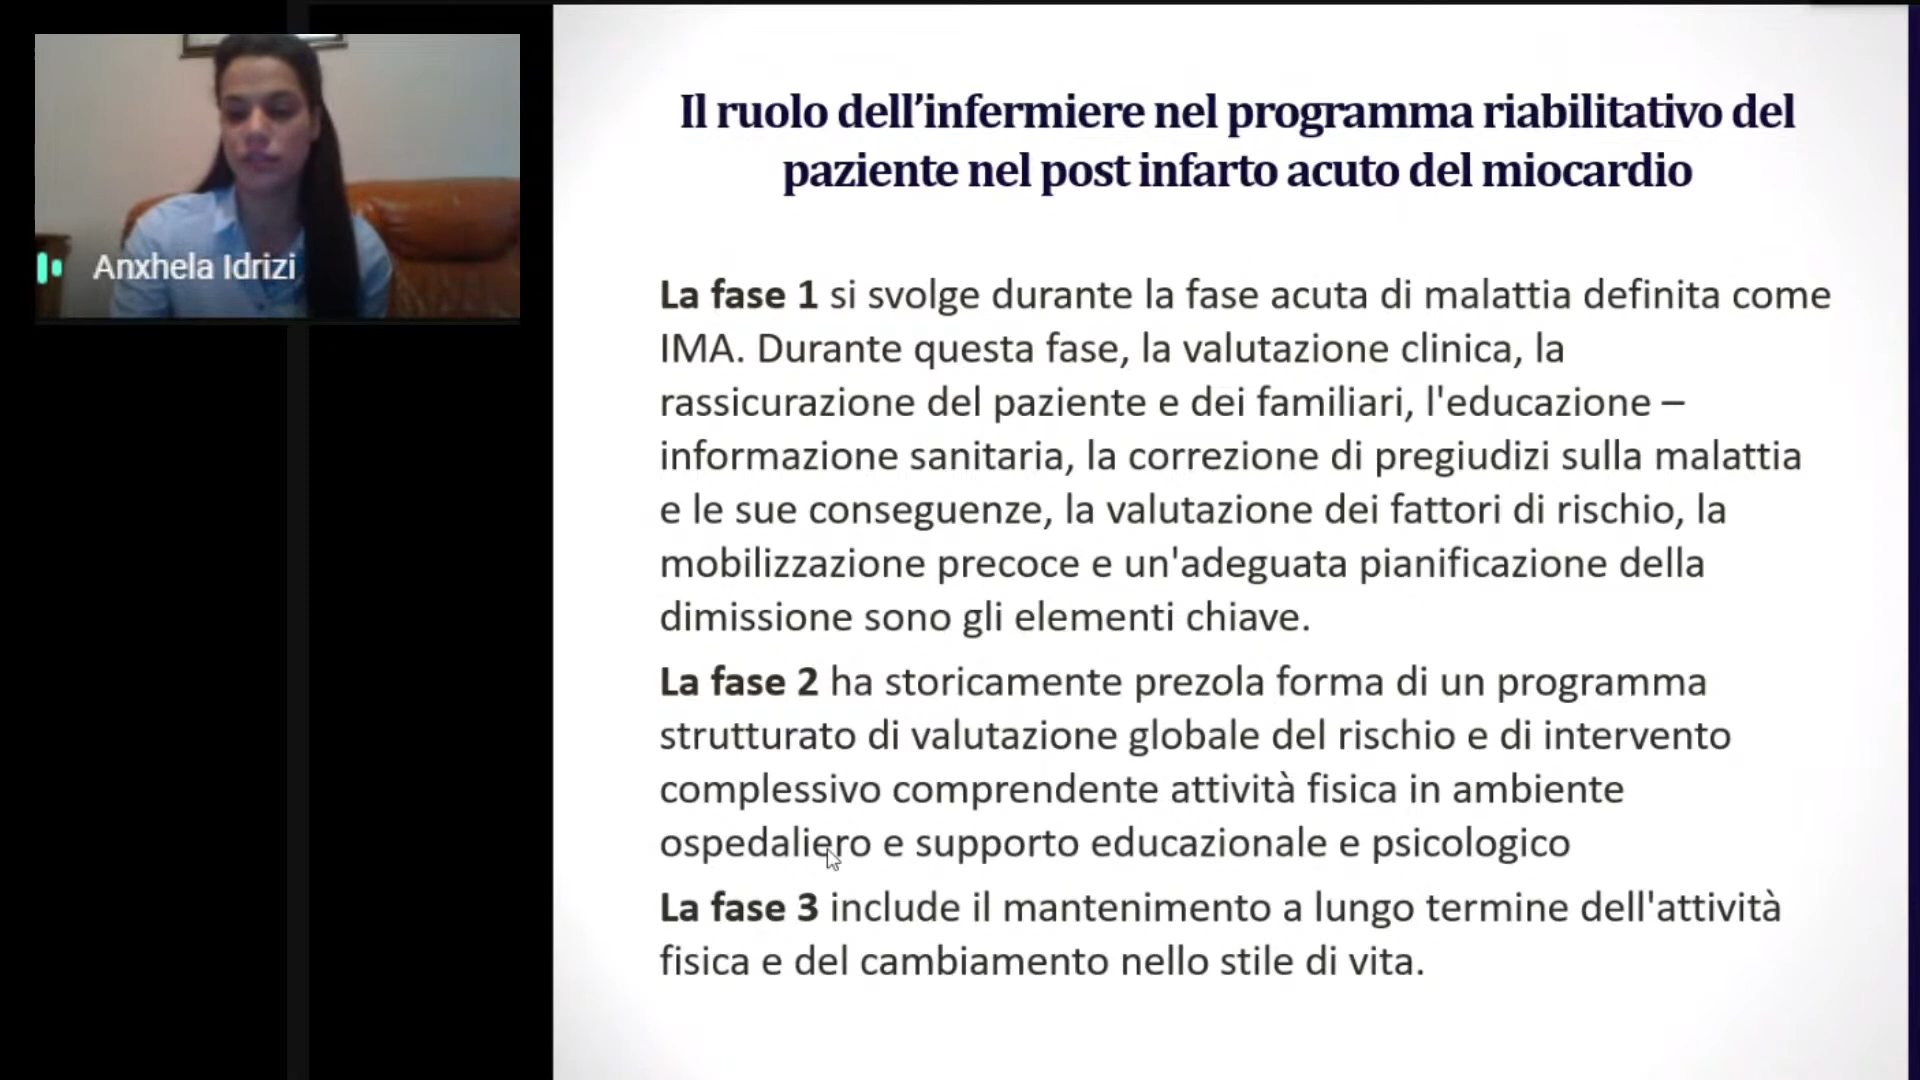 Anxhela Idrizi
Il ruolo dell’infermiere nel programma riabilitativo del
paziente nel post infarto acuto del miocardio
La fase 1 si svolge durante la fase acuta di malattia definita come
IMA. Durante questa fase, la valutazione clinica, la
rassicurazione del paziente e dei familiari, l'educazione –
informazione sanitaria, la correzione di pregiudizi sulla malattia
e le sue conseguenze, la valutazione dei fattori di rischio, la
mobilizzazione precoce e un'adeguata pianificazione della
dimissione sono gli elementi chiave.
La fase 2 ha storicamente prezola forma di un programma
strutturato di valutazione globale del rischio e di intervento
complessivo comprendente attività fisica in ambiente
ospedaliero e supporto educazionale e psicologico
La fase 3 include il mantenimento a lungo termine dell'attività
fisica e del cambiamento nello stile di vita.